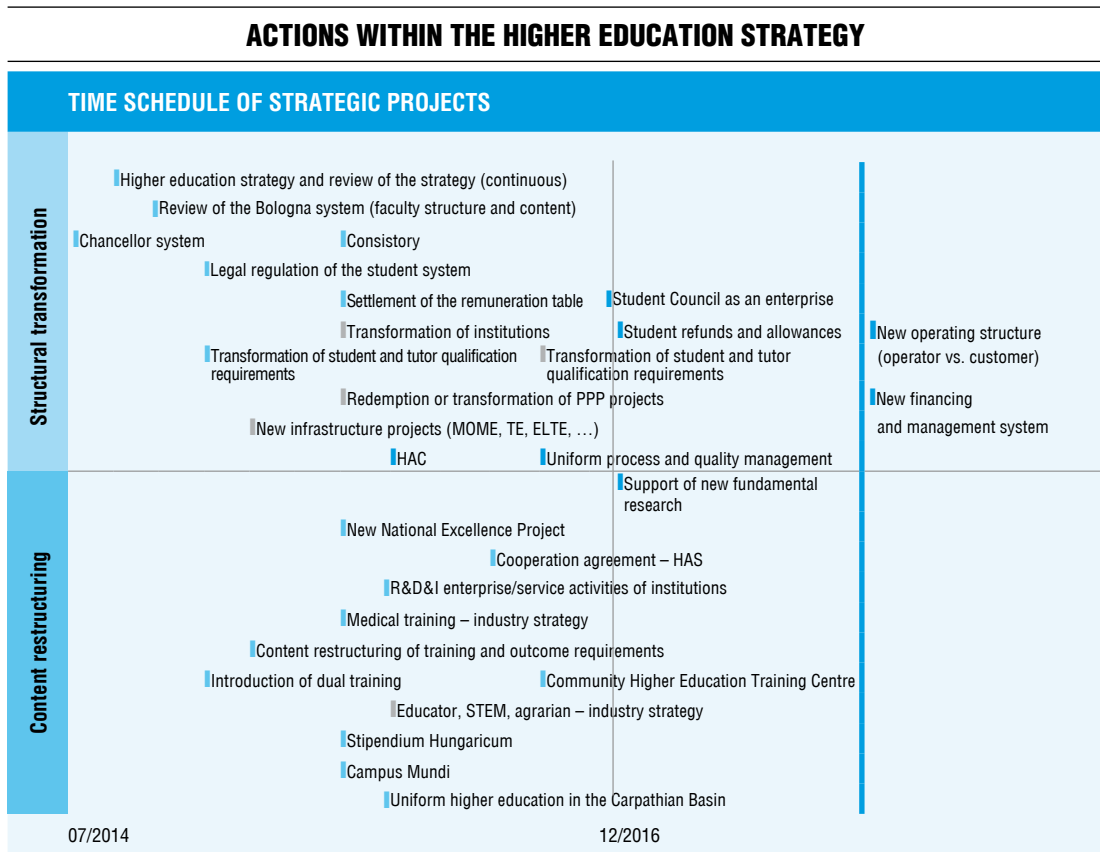 ACTIONS WITHIN THE HIGHER EDUCATION STRATEGY
TIME SCHEDULE OF STRATEGIC PROJECTS
Structural transformation
Higher education strategy and review of the strategy (continuous)
Review of the Bologna system (faculty structure and content)
Chancellor system
Consistory
Legal regulation of the student system
Settlement of the remuneration table
Student Council as an enterprise
Transformation of institutions
Student refunds and allowances
New operating structure
(operator vs. customer)
Transformation of student and tutor qualification
requirements
Transformation of student and tutor
qualification requirements
Redemption or transformation of PPP projects
New financing
and management system
New infrastructure projects (MOME, TE, ELTE, …)
HAC
Uniform process and quality management
Content restructuring
Support of new fundamental
research
New National Excellence Project
Cooperation agreement – HAS
R&D&I enterprise/service activities of institutions
Medical training – industry strategy
Content restructuring of training and outcome requirements
Introduction of dual training
Community Higher Education Training Centre
Educator, STEM, agrarian – industry strategy
Stipendium Hungaricum
Campus Mundi
Uniform higher education in the Carpathian Basin
07/2014
12/2016